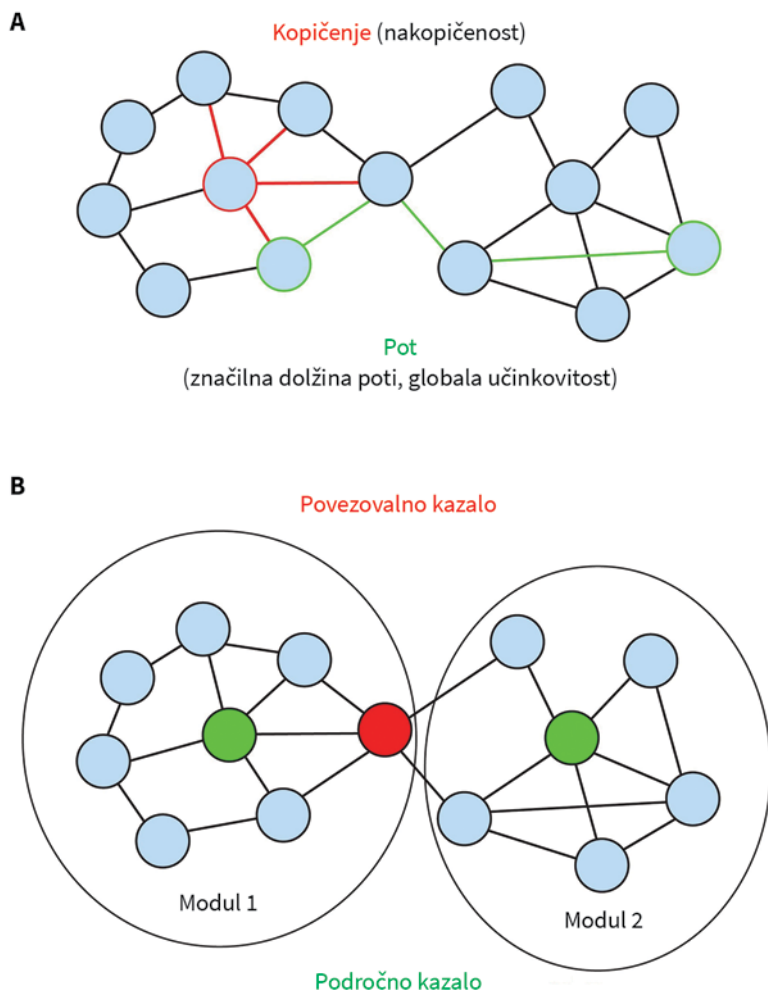 A
Kopičenje (nakopičenost)
Pot
(značilna dolžina poti, globala učinkovitost)
B
Povezovalno kazalo
Modul 1
Modul 2
Področno kazalo